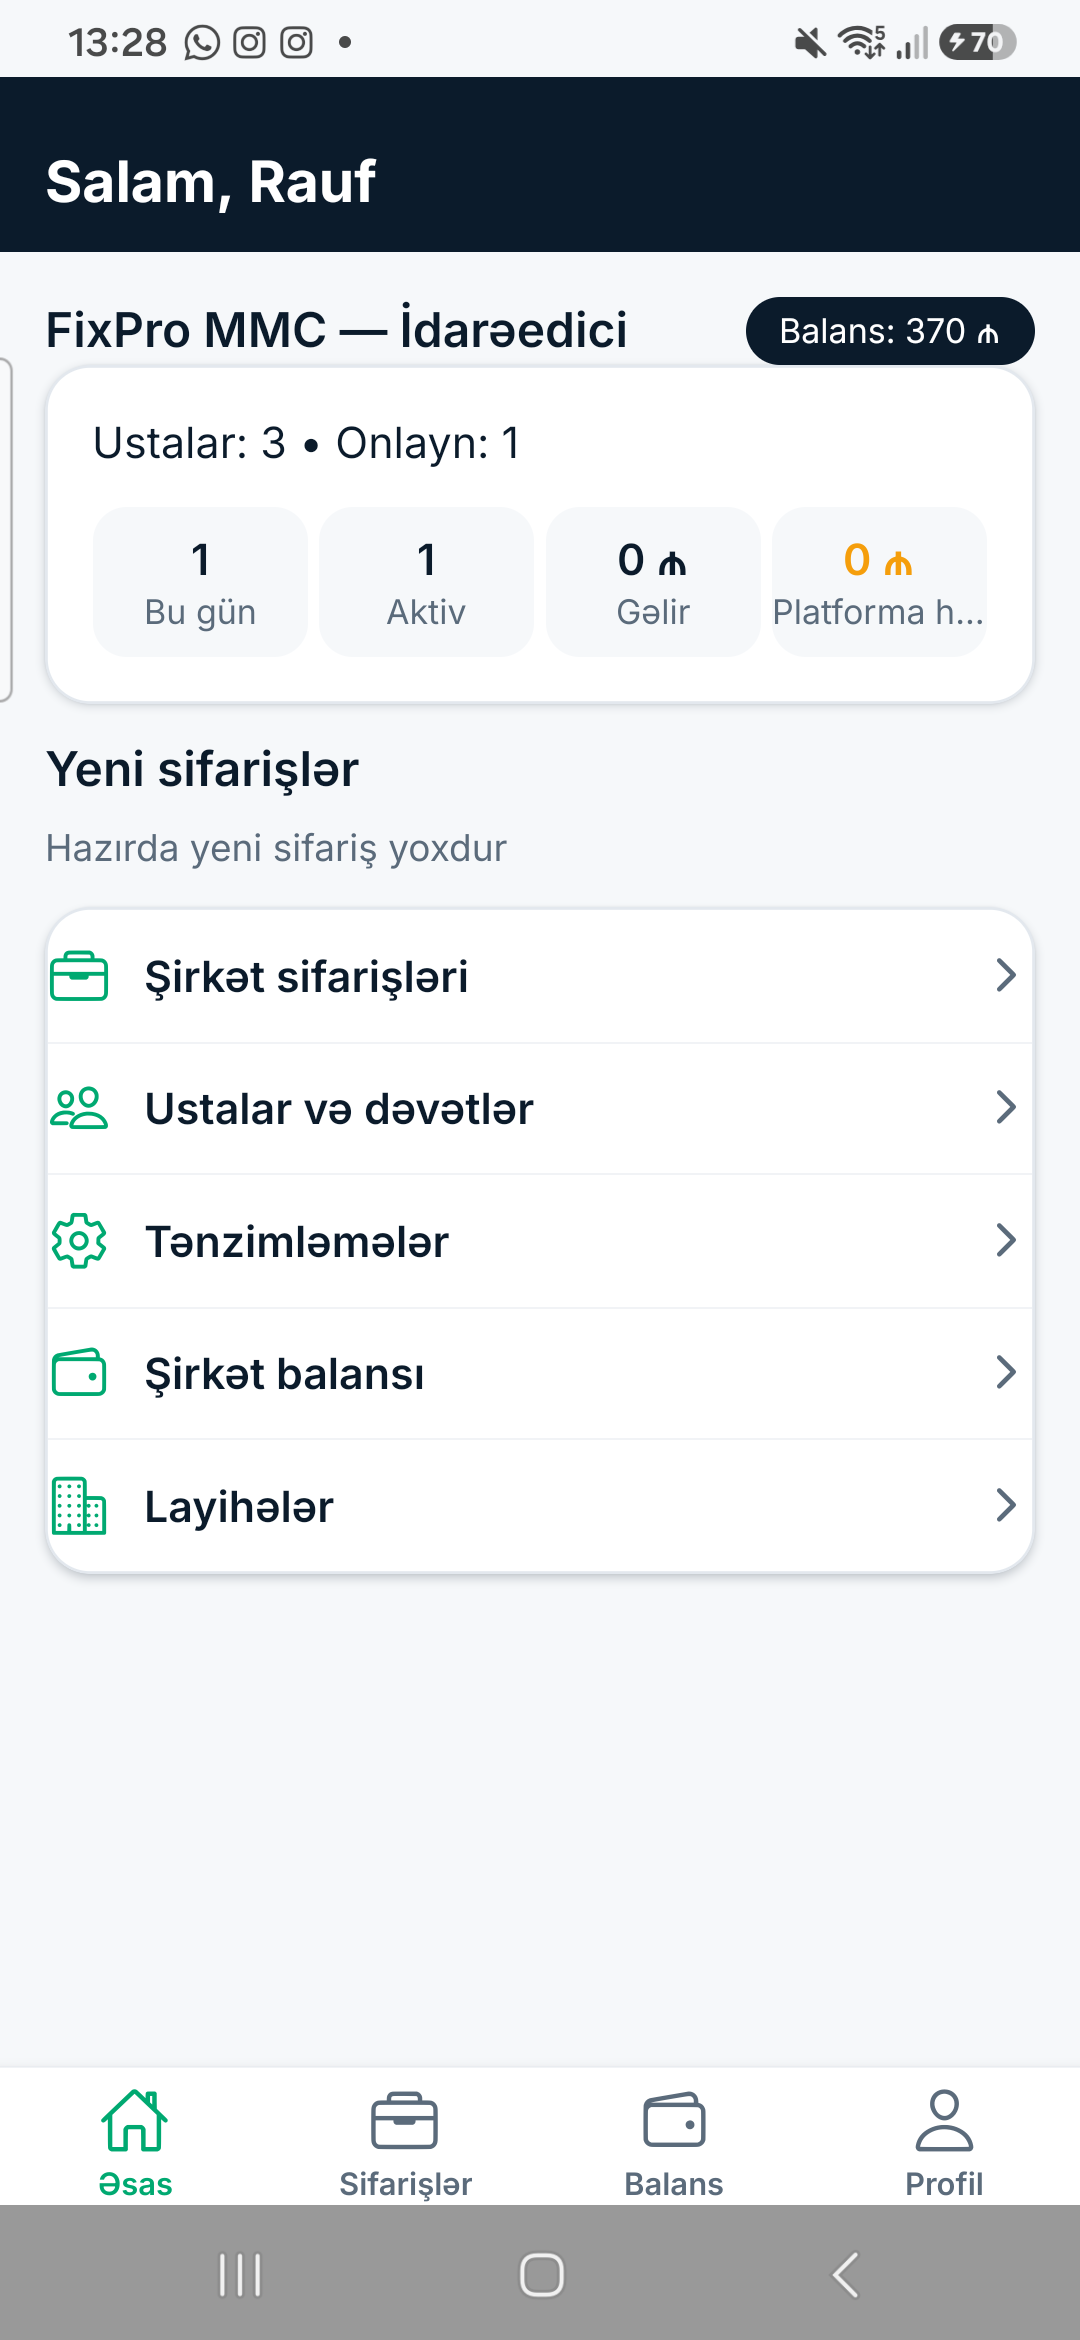 13:28
5
70
Salam, Rauf
FixPro MMC — İdarəedici
Balans: 370 ₼
Ustalar: 3 • Onlayn: 1
1
Bu gün
1
Aktiv
0 ₼
Gəlir
0 ₼
Platforma h...
Yeni sifarişlər
Hazırda yeni sifariş yoxdur
Şirkət sifarişləri
Ustalar və dəvətlər
Tənzimləmələr
Şirkət balansı
Layihələr
Əsas
Sifarişlər
Balans
Profil